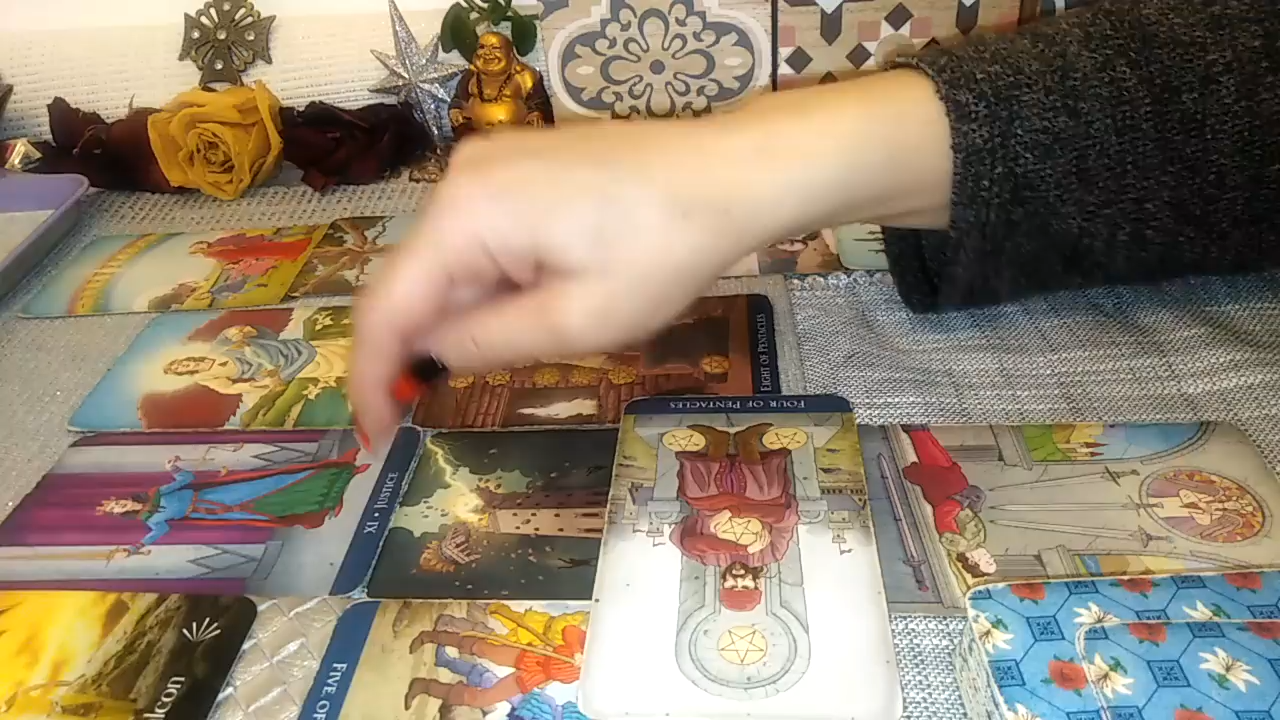 EIGHT OF PENTACLES
FOUR OF PENTACLES
XI • JUSTICE
FIVE OF
lcon